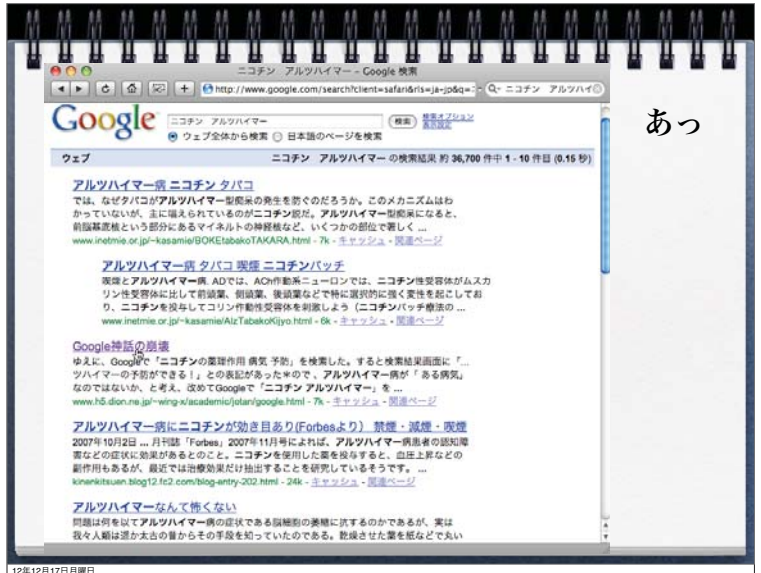 ニコチン　アルツハイマー - Google 検索
http://www.google.com/search?client=safari&rls=ja-jp&q=
ニコチン　アルツハイ
あっ
Google
ニコチン　アルツハイマー
検索
検索オプション
表示設定
ウェブ全体から検索 日本語のページを検索
ウェブ
ニコチン　アルツハイマー の検索結果 約 36,700 件中 1 - 10 件目 (0.15 秒)
アルツハイマー病 ニコチン タバコ
では、なぜタバコがアルツハイマー型痴呆の発生を防ぐのだろうか。このメカニズムはわ
かっていないが、主に唱えられているのがニコチン説だ。アルツハイマー型痴呆になると、
前脳基底核という部分にあるマイネルトの神経核など、いくつかの部位で著しく ...
www.inetmie.or.jp/~kasamie/BOKEtabakoTAKARA.html - 7k - キャッシュ - 関連ページ
アルツハイマー病 タバコ 喫煙 ニコチンパッチ
喫煙とアルツハイマー病. ADでは、ACh作動系ニューロンでは、ニコチン性受容体がムスカ
リン性受容体に比して前頭葉、側頭葉、後頭葉などで特に選択的に強く変性を起こしてお
り、ニコチンを投与してコリン作動性受容体を刺激しよう（ニコチンパッチ療法の ...
www.inetmie.or.jp/~kasamie/AlzTabakoKijyo.html - 6k - キャッシュ - 関連ページ
Google神話の崩壊
ゆえに、Googleで「ニコチンの薬理作用 病気 予防」を検索した。すると検索結果画面に「...
ツハイマーの予防ができる！」との表記があった＊ので 、アルツハイマー病が「 ある病気」
なのではないか、と考え、改めてGoogleで「ニコチン アルツハイマー」を ...
www.h5.dion.ne.jp/~wing-x/academic/jotan/google.html - 7k - キャッシュ - 関連ページ
アルツハイマー病にニコチンが効き目あり(Forbesより)　禁煙・減煙・喫煙
2007年10月2日 ... 月刊誌「Forbes」2007年11月号によれば、アルツハイマー病患者の認知障
害などの症状に効果があるとのこと。ニコチンを使用した薬を投与すると、血圧上昇などの
副作用もあるが、最近では治療効果だけ抽出することを研究しているそうです。 ...
kinenkitsuen.blog12.fc2.com/blog-entry-202.html - 24k - キャッシュ - 関連ページ
アルツハイマーなんて怖くない
問題は何を以てアルツハイマー病の症状である脳細胞の萎縮に抗するのかであるが、実は
我々人類は遥か太古の昔からその手段を知っていたのである。乾燥させた葉を紙などで丸い
12年12月17日月曜日